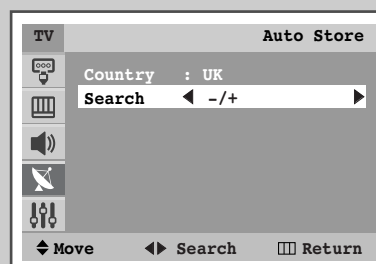 TV Auto Store
Country : UK
Search ◀ -/+ ▶
Move Search Return